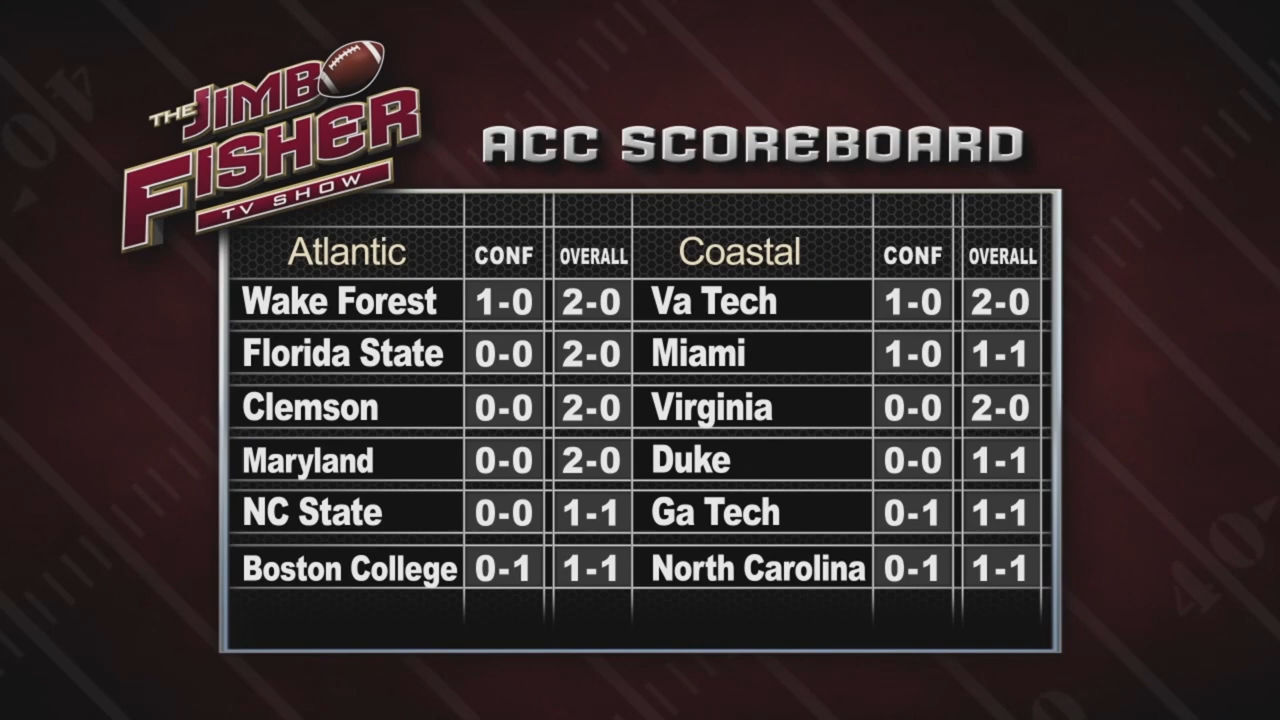 THE JIMBO
FISHER
TV SHOW
ACC SCOREBOARD
Atlantic CONF OVERALL Coastal CONF OVERALL
Wake Forest 1-0 2-0 Va Tech 1-0 2-0
Florida State 0-0 2-0 Miami 1-0 1-1
Clemson 0-0 2-0 Virginia 0-0 2-0
Maryland 0-0 2-0 Duke 0-0 1-1
NC State 0-0 1-1 Ga Tech 0-1 1-1
Boston College 0-1 1-1 North Carolina 0-1 1-1
40
40